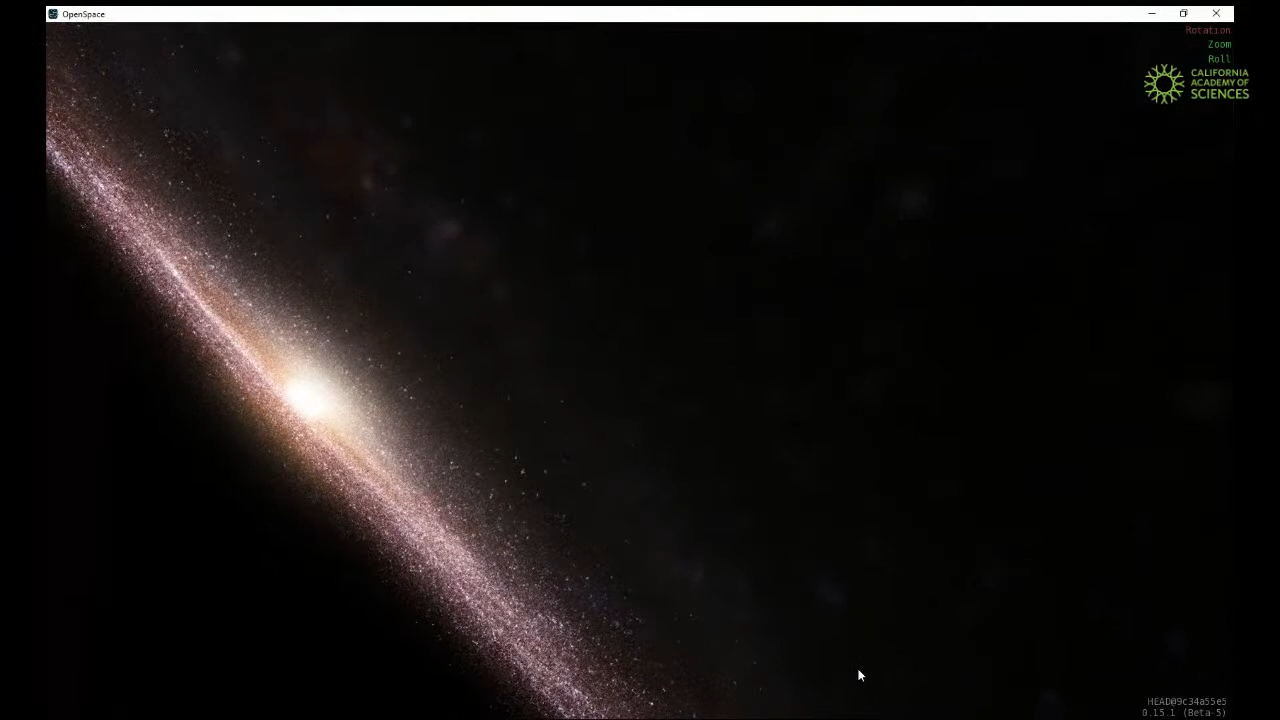 OpenSpace
Rotation
Zoom
Roll
CALIFORNIA
ACADEMY OF
SCIENCES
HEAD@9c34a55e5
0.15.1 (Beta-5)